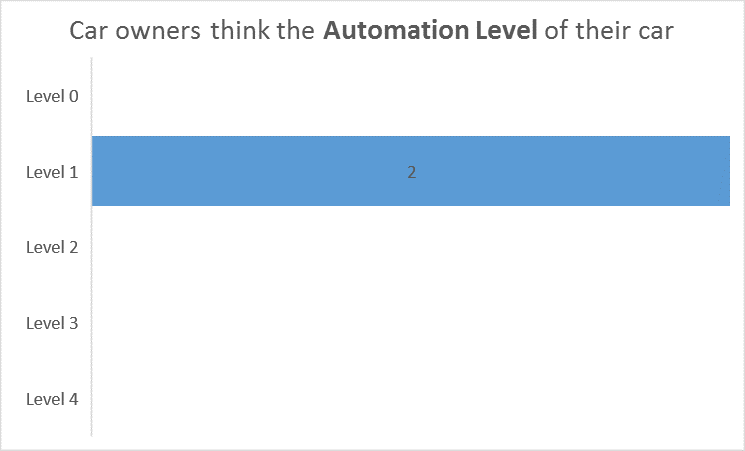 Car owners think the Automation Level of their car
Level 0
Level 1
2
Level 2
Level 3
Level 4